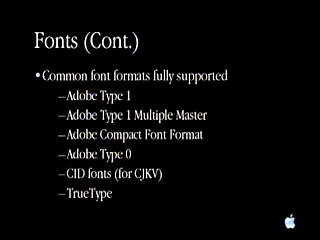 Fonts (Cont.)
•Common font formats fully supported
–Adobe Type 1
–Adobe Type 1 Multiple Master
–Adobe Compact Font Format
–Adobe Type 0
–CID fonts (for CJKV)
–TrueType